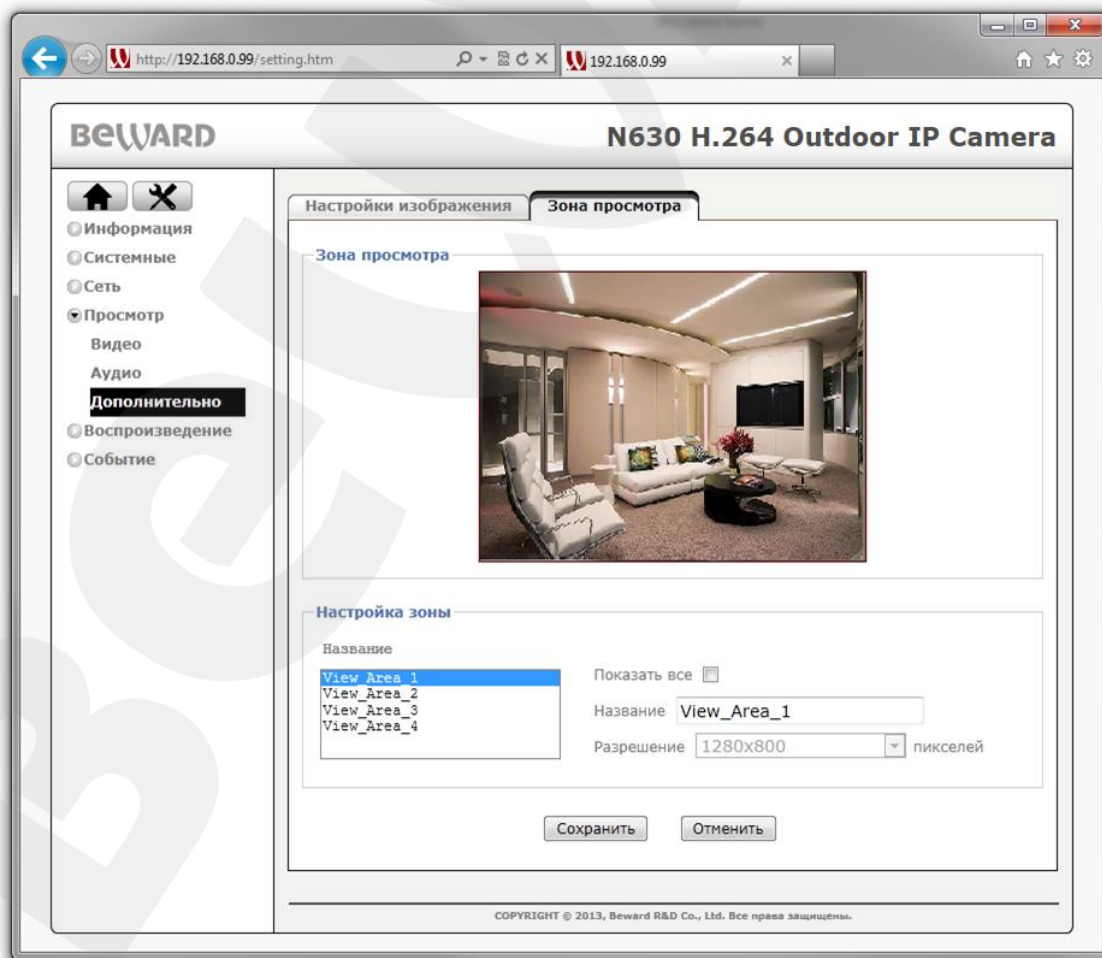 http://192.168.0.99/setting.htm
192.168.0.99
BEWARD
N630 H.264 Outdoor IP Camera
Информация
Системные
Сеть
Просмотр
Видео
Аудио
Дополнительно
Воспроизведение
Событие
Настройки изображения
Зона просмотра
Зона просмотра
Настройка зоны
Название
View_Area_1
View_Area_2
View_Area_3
View_Area_4
Показать все
Название View_Area_1
Разрешение 1280x800 пикселей
Сохранить Отменить
COPYRIGHT © 2013, Beward R&D Co., Ltd. Все права защищены.